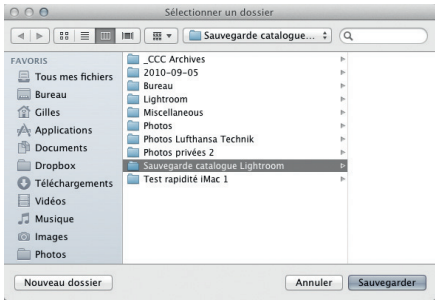 Sélectionner un dossier
Sauvegarde catalogue...
FAVORIS
Tous mes fichiers
Bureau
Gilles
Applications
Documents
Dropbox
Téléchargements
Vidéos
Musique
Images
Photos
_CCC Archives
2010-09-05
Bureau
Lightroom
Miscellaneous
Photos
Photos Lufthansa Technik
Photos privées 2
Sauvegarde catalogue Lightroom
Test rapidité iMac 1
Nouveau dossier
Annuler
Sauvegarder